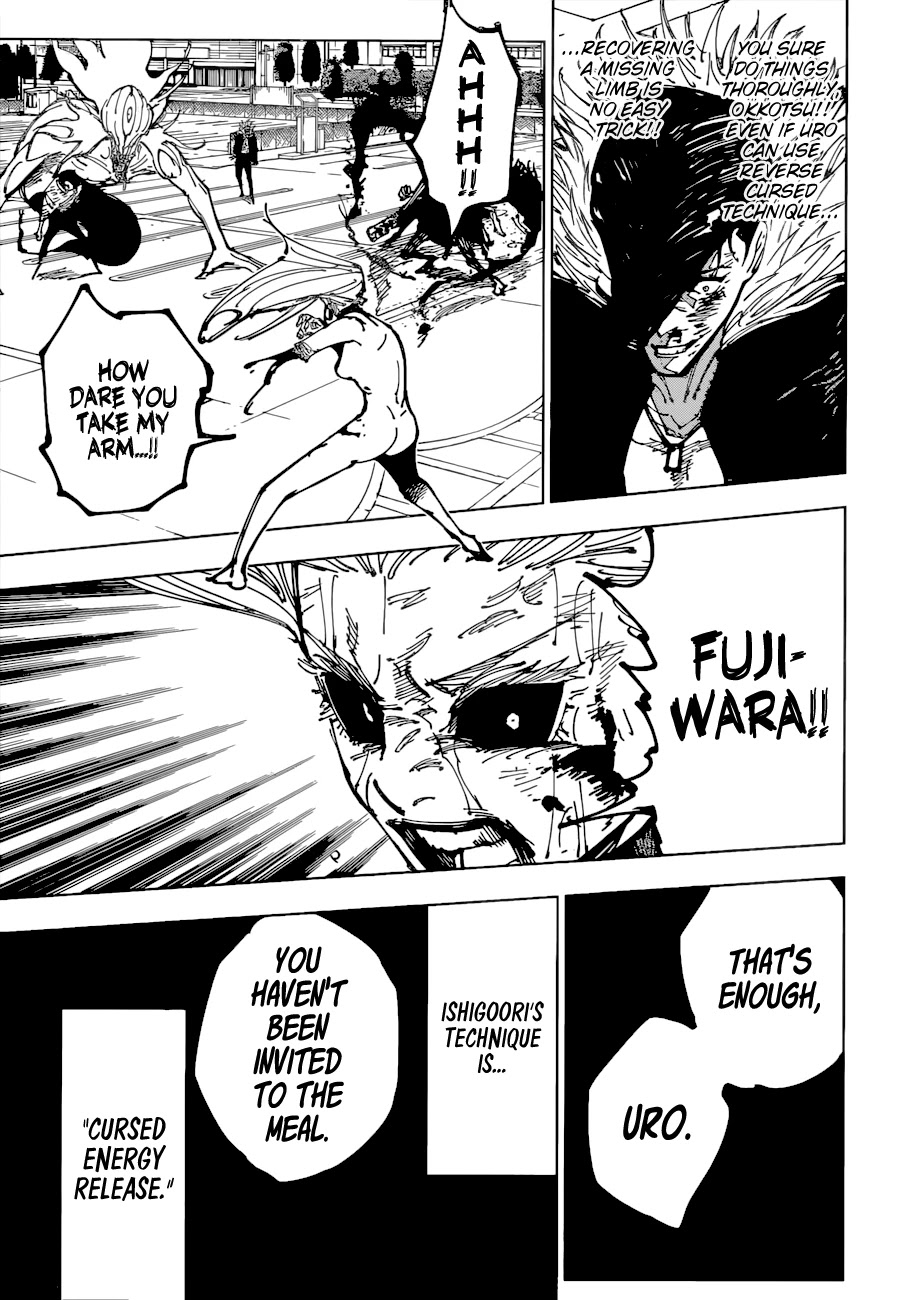 YOU SURE
DO THINGS
THOROUGHLY,
OKKOTSU!!
EVEN IF URO
CAN USE
REVERSE
CURSED
TECHNIQUE...
...RECOVERING
A MISSING
LIMB IS
NO EASY
TRICK!!
AHHH!!
HOW
DARE YOU
TAKE MY
ARM...!!
FUJI-
WARA!!
THAT'S
ENOUGH,
URO.
ISHIGOORI'S
TECHNIQUE
IS...
YOU
HAVEN'T
BEEN
INVITED
TO THE
MEAL.
"CURSED
ENERGY
RELEASE."